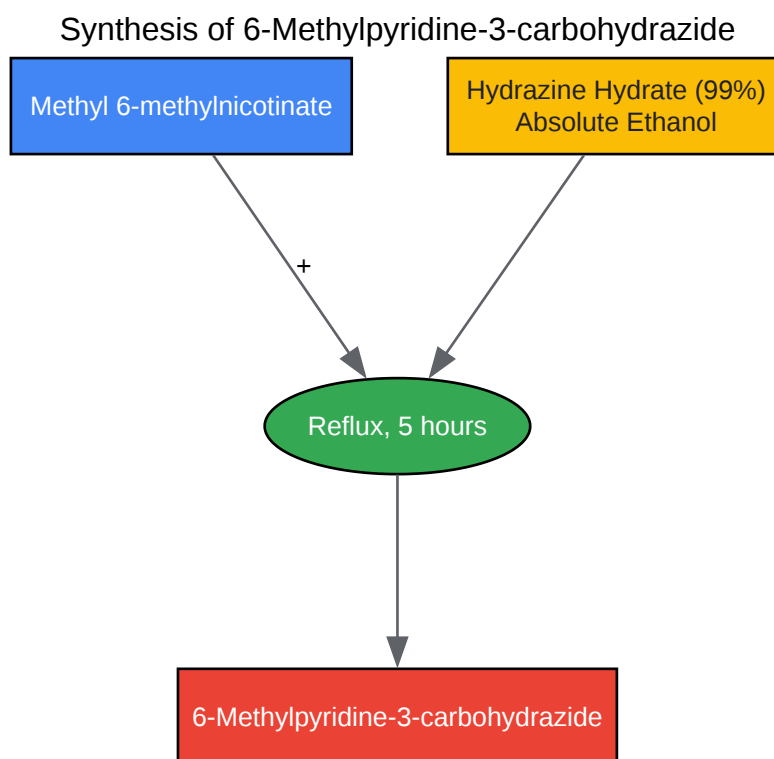 Synthesis of 6-Methylpyridine-3-carbohydrazide
Methyl 6-methylnicotinate
Hydrazine Hydrate (99%)
Absolute Ethanol
+
Reflux, 5 hours
6-Methylpyridine-3-carbohydrazide